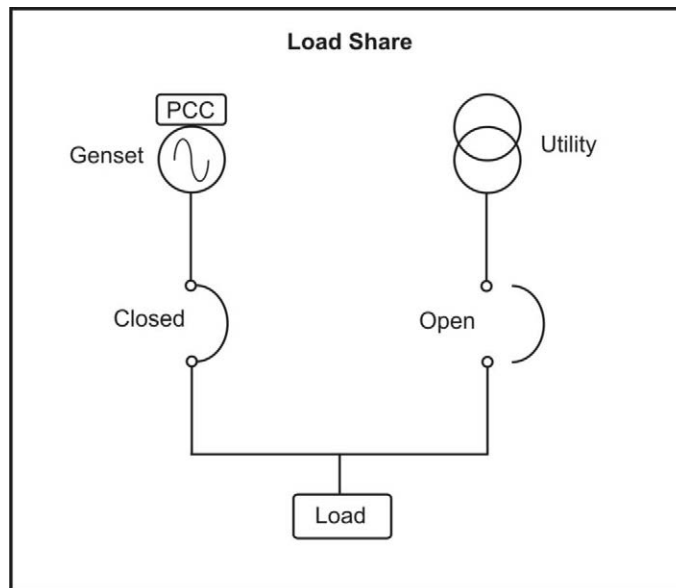 Load Share
PCC
Genset
Utility
Closed
Open
Load